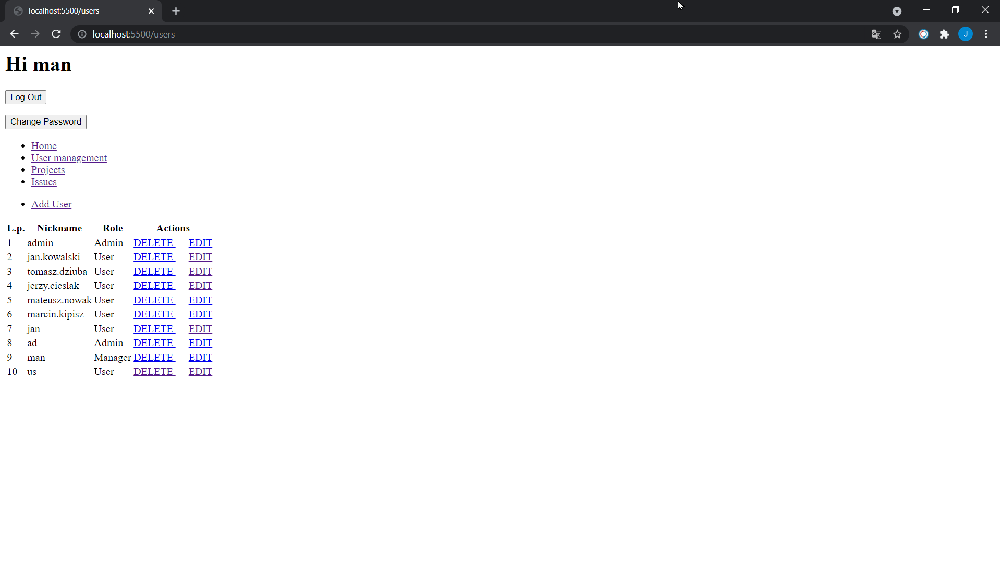 localhost:5500/users
localhost:5500/users
J
Hi man
Log Out
Change Password
Home
User management
Projects
Issues
Add User
L.p. Nickname Role Actions
1 admin Admin DELETE EDIT
2 jan.kowalski User DELETE EDIT
3 tomasz.dziuba User DELETE EDIT
4 jerzy.cieslak User DELETE EDIT
5 mateusz.nowak User DELETE EDIT
6 marcin.kipisz User DELETE EDIT
7 jan User DELETE EDIT
8 ad Admin DELETE EDIT
9 man Manager DELETE EDIT
10 us User DELETE EDIT